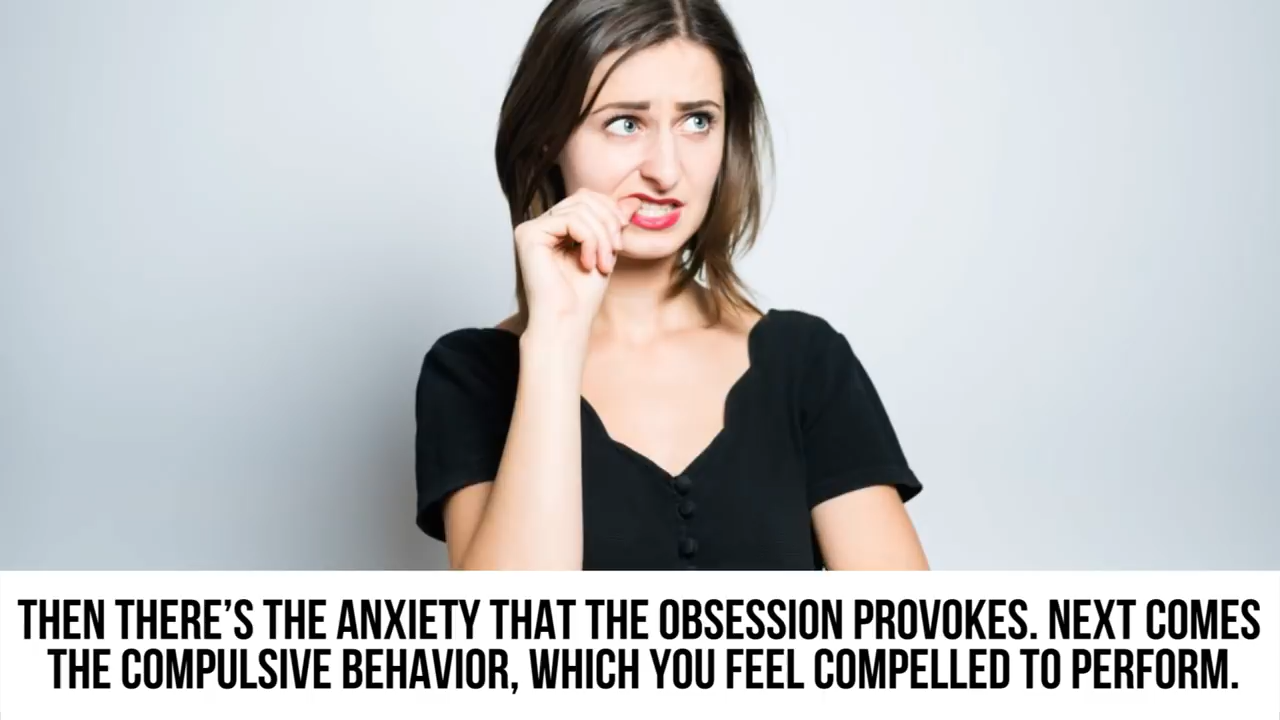 THEN THERE’S THE ANXIETY THAT THE OBSESSION PROVOKES. NEXT COMES
THE COMPULSIVE BEHAVIOR, WHICH YOU FEEL COMPELLED TO PERFORM.